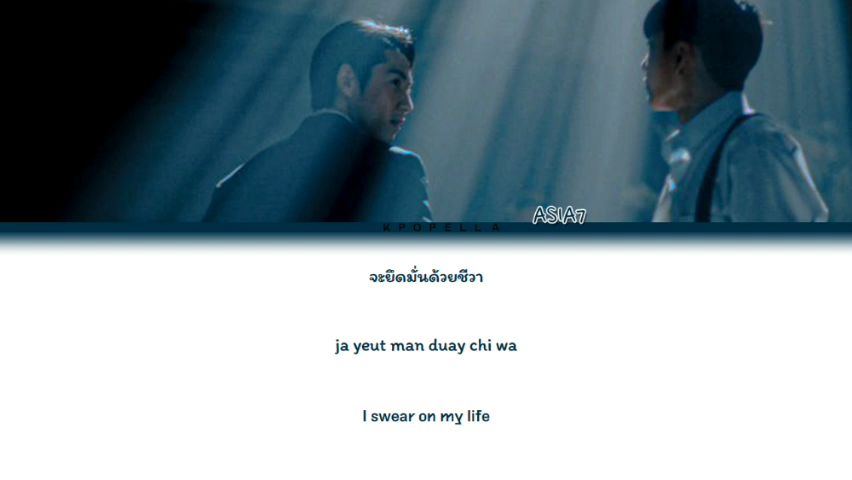 ASIA7
KPOPELLA
จะยึดมั่นด้วยชีวา
ja yeut man duay chi wa
I swear on my life